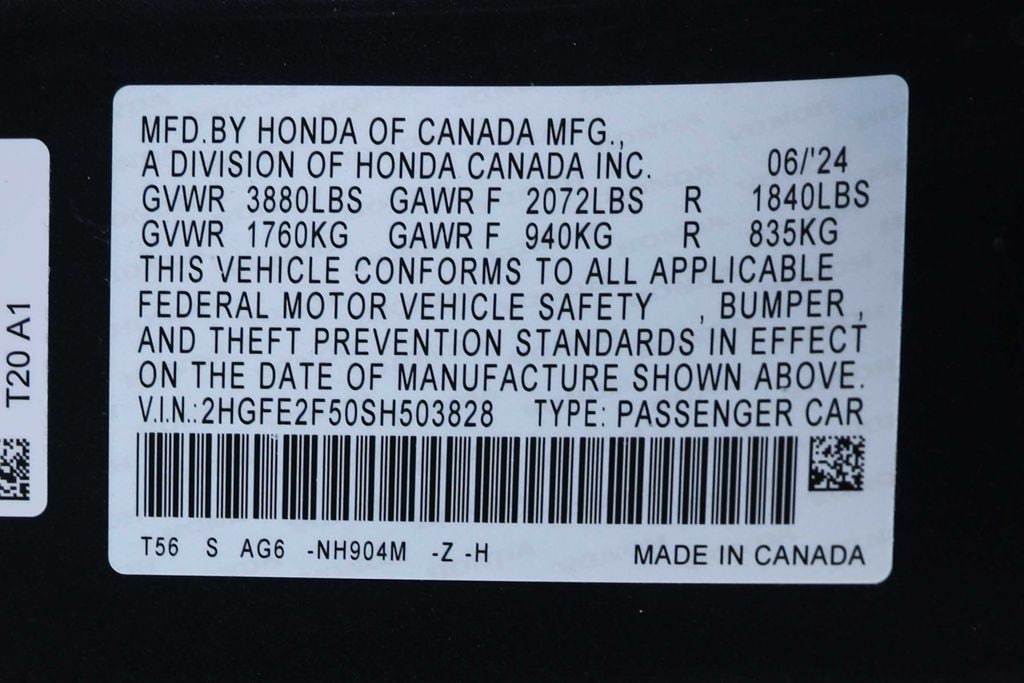 MFD.BY HONDA OF CANADA MFG.,
A DIVISION OF HONDA CANADA INC. 06/'24
GVWR 3880LBS GAWR F 2072LBS R 1840LBS
GVWR 1760KG GAWR F 940KG R 835KG
THIS VEHICLE CONFORMS TO ALL APPLICABLE
FEDERAL MOTOR VEHICLE SAFETY , BUMPER ,
AND THEFT PREVENTION STANDARDS IN EFFECT
ON THE DATE OF MANUFACTURE SHOWN ABOVE.
V.I.N.:2HGFE2F50SH503828 TYPE: PASSENGER CAR
T56 S AG6 -NH904M -Z -H MADE IN CANADA
T20 A1